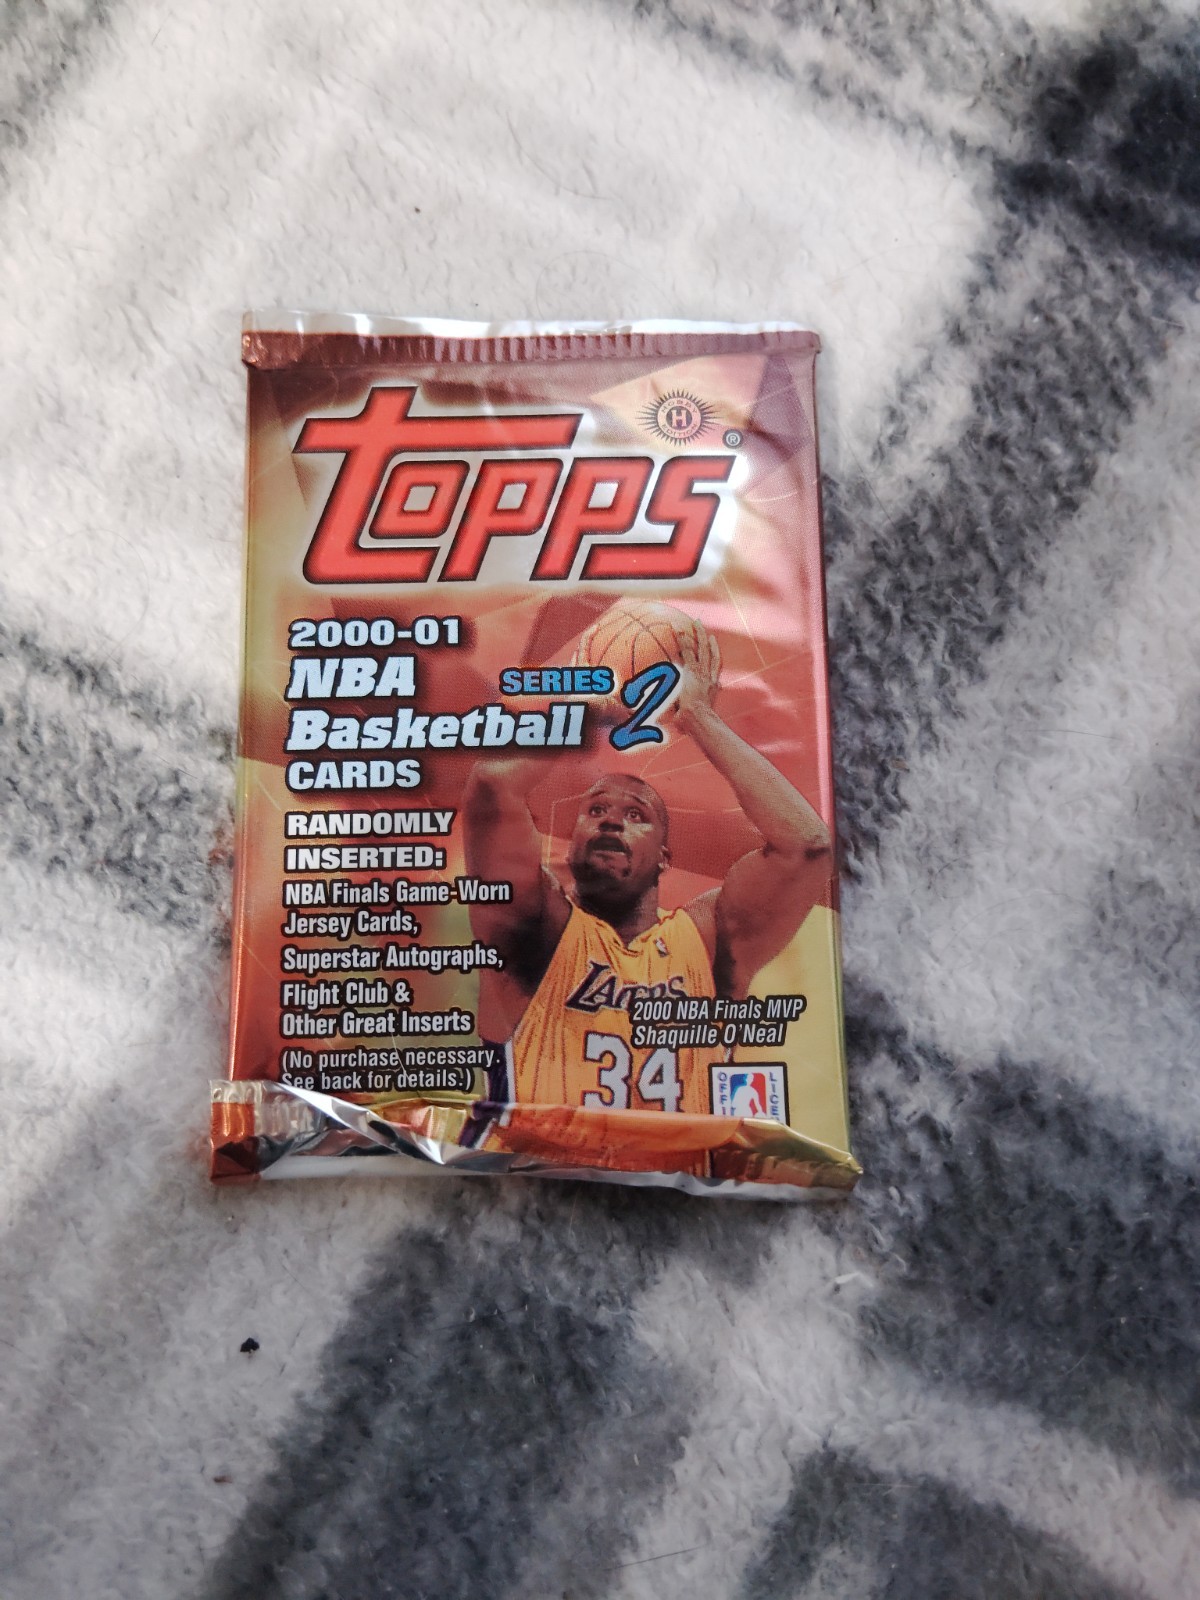 HOBBY
H
EDITION
Topps®
2000-01
NBA
Basketball
CARDS
SERIES 2
RANDOMLY
INSERTED:
NBA Finals Game-Worn
Jersey Cards,
Superstar Autographs,
Flight Club &
Other Great Inserts
(No purchase necessary.
See back for details.)
LAKERS
34
2000 NBA Finals MVP
Shaquille O'Neal